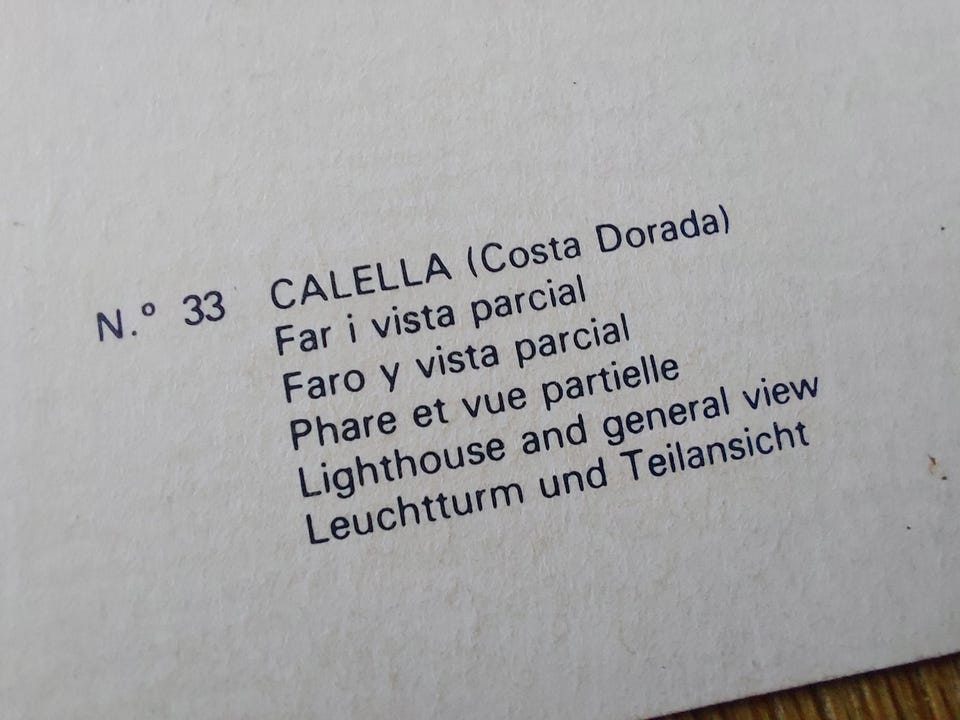 N.º 33 CALELLA (Costa Dorada)
Far i vista parcial
Faro y vista parcial
Phare et vue partielle
Lighthouse and general view
Leuchtturm und Teilansicht